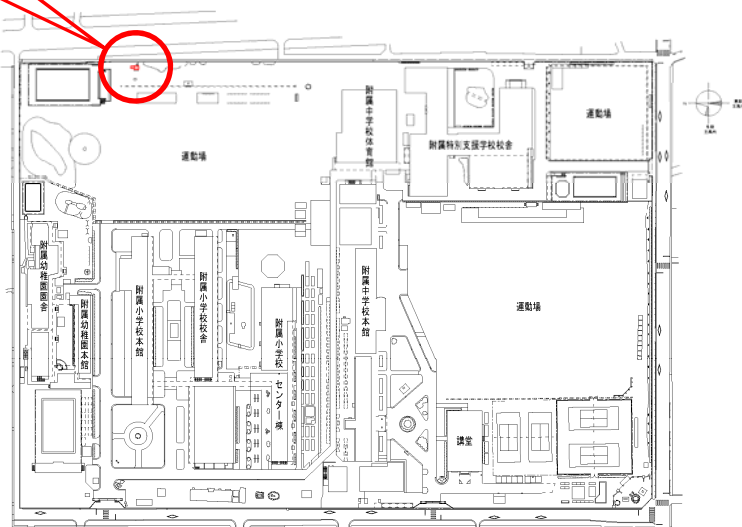 附属中学校体育館
運動場
附属特別支援学校校舎
運動場
附属幼稚園園舎
附属幼稚園本館
附属小学校本館
附属小学校校舎
附属小学校
センター棟
附属中学校本館
運動場
講堂